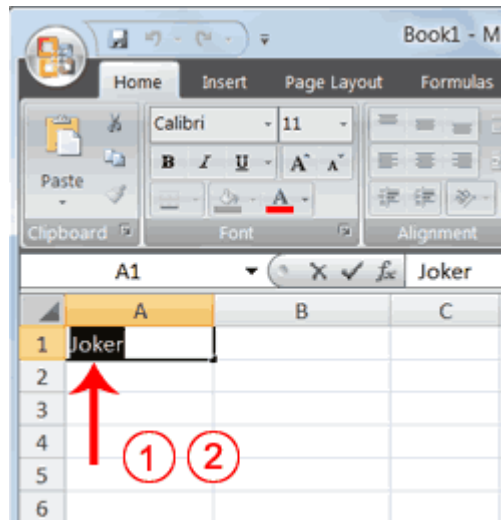 Book1 - M
Home Insert Page Layout Formulas
Calibri 11
B I U A A
Paste
A
Clipboard Font Alignment
A1 fx Joker
A B C
1 Joker
2
3
4
5
6
1 2